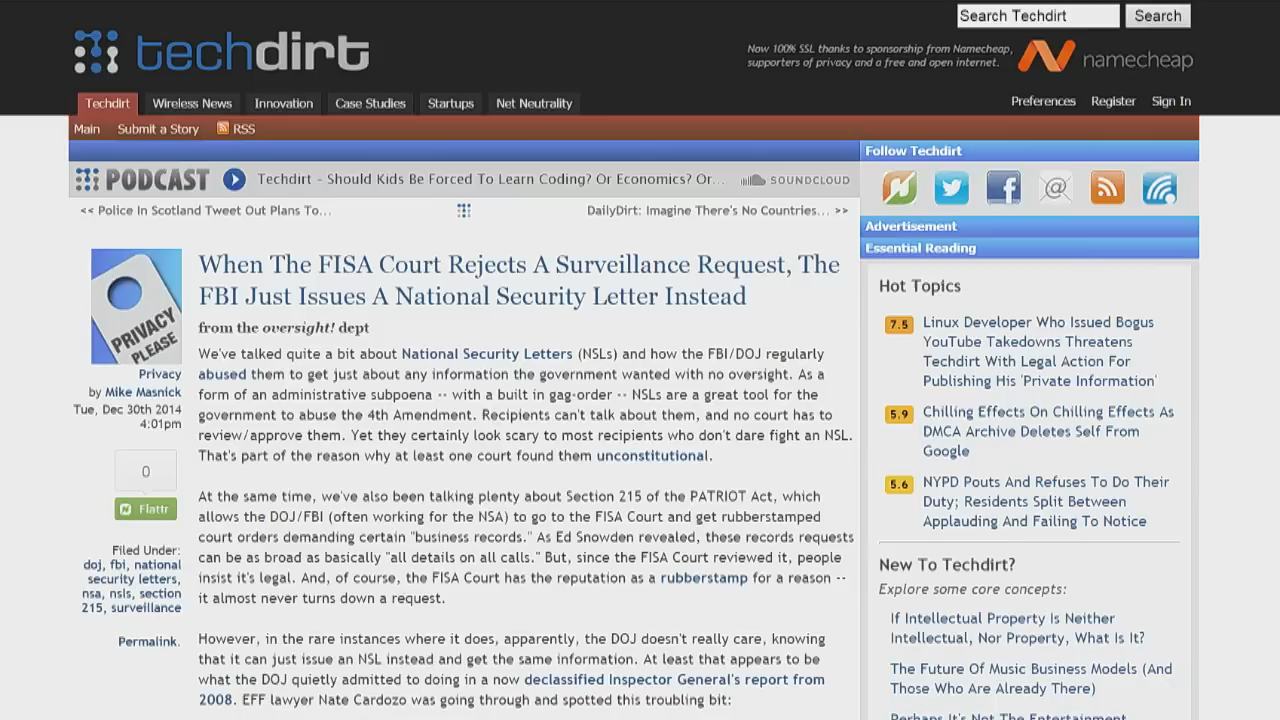 Search Techdirt
Search
techdirt
Now 100% SSL thanks to sponsorship from Namecheap,
supporters of privacy and a free and open internet.
namecheap
Techdirt
Wireless News
Innovation
Case Studies
Startups
Net Neutrality
Preferences
Register
Sign In
Main
Submit a Story
RSS
PODCAST
Techdirt - Should Kids Be Forced To Learn Coding? Or Economics? Or...
SOUNDCLOUD
<< Police In Scotland Tweet Out Plans To...
DailyDirt: Imagine There's No Countries... >>
PRIVACY
PLEASE
Privacy
by Mike Masnick
Tue, Dec 30th 2014
4:01pm
0
Flattr
Filed Under:
doj, fbi, national
security letters,
nsa, nsls, section
215, surveillance
Permalink.
When The FISA Court Rejects A Surveillance Request, The
FBI Just Issues A National Security Letter Instead
from the oversight! dept
We've talked quite a bit about National Security Letters (NSLs) and how the FBI/DOJ regularly
abused them to get just about any information the government wanted with no oversight. As a
form of an administrative subpoena -- with a built in gag-order -- NSLs are a great tool for the
government to abuse the 4th Amendment. Recipients can't talk about them, and no court has to
review/approve them. Yet they certainly look scary to most recipients who don't dare fight an NSL.
That's part of the reason why at least one court found them unconstitutional.
At the same time, we've also been talking plenty about Section 215 of the PATRIOT Act, which
allows the DOJ/FBI (often working for the NSA) to go to the FISA Court and get rubberstamped
court orders demanding certain "business records." As Ed Snowden revealed, these records requests
can be as broad as basically "all details on all calls." But, since the FISA Court reviewed it, people
insist it's legal. And, of course, the FISA Court has the reputation as a rubberstamp for a reason --
it almost never turns down a request.
However, in the rare instances where it does, apparently, the DOJ doesn't really care, knowing
that it can just issue an NSL instead and get the same information. At least that appears to be
what the DOJ quietly admitted to doing in a now declassified Inspector General's report from
2008. EFF lawyer Nate Cardozo was going through and spotted this troubling bit:
Follow Techdirt
Advertisement
Essential Reading
Hot Topics
7.5
Linux Developer Who Issued Bogus
YouTube Takedowns Threatens
Techdirt With Legal Action For
Publishing His 'Private Information'
5.9
Chilling Effects On Chilling Effects As
DMCA Archive Deletes Self From
Google
5.6
NYPD Pouts And Refuses To Do Their
Duty; Residents Split Between
Applauding And Failing To Notice
New To Techdirt?
Explore some core concepts:
If Intellectual Property Is Neither
Intellectual, Nor Property, What Is It?
The Future Of Music Business Models (And
Those Who Are Already There)
Perhaps It's Not The Entertainment